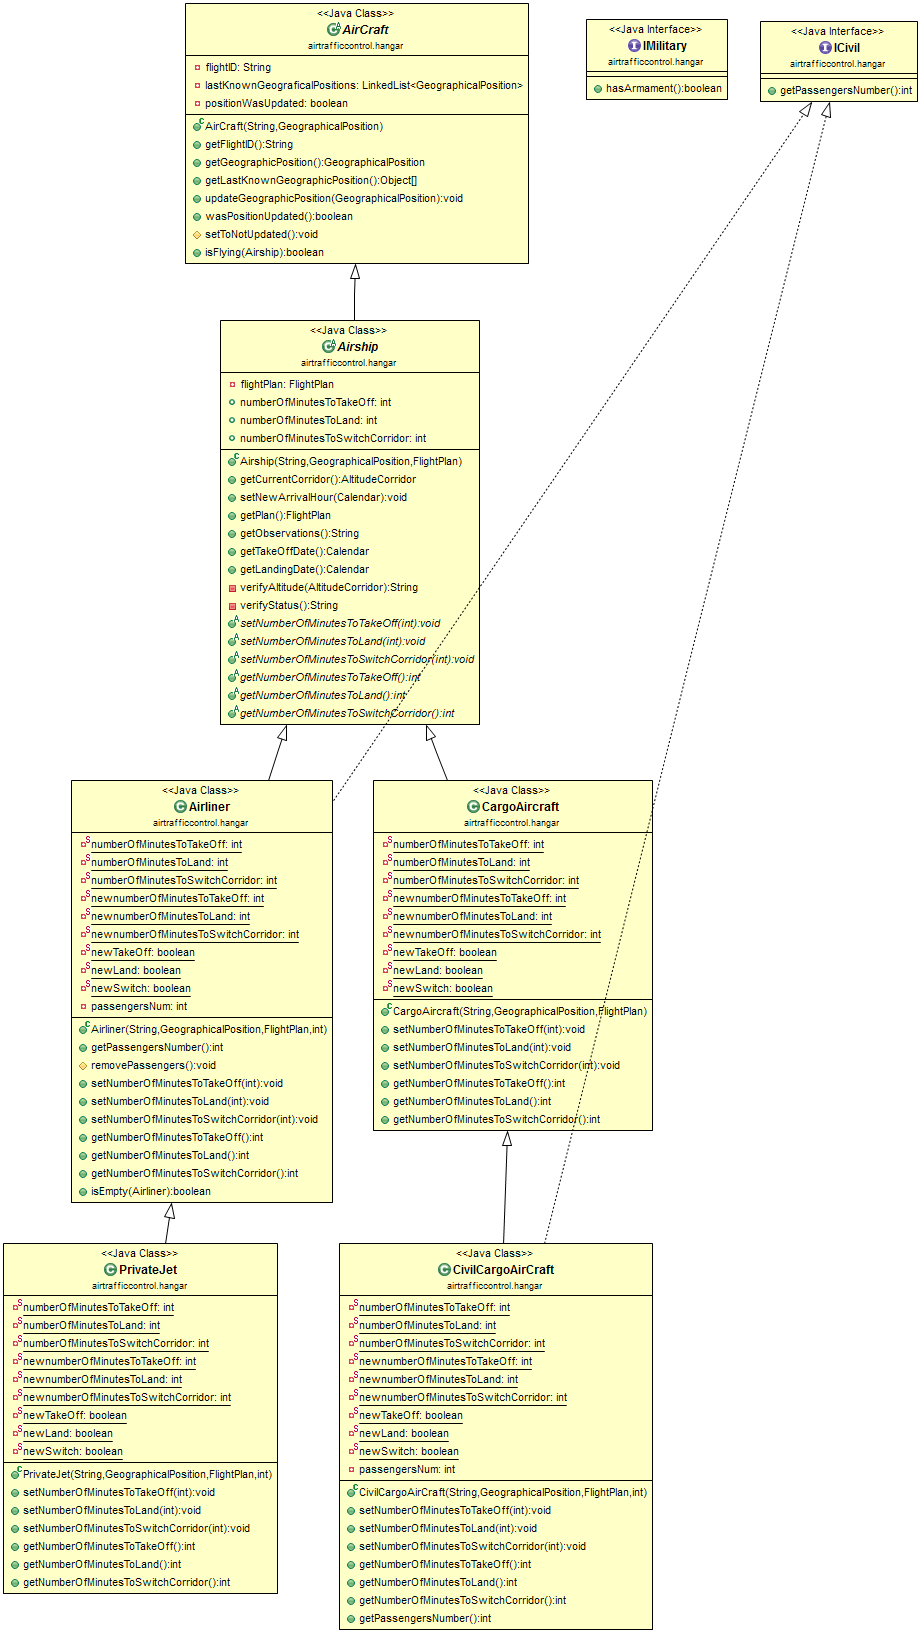 <<Java Class>>
AirCraft
airtrafficcontrol.hangar
flightID: String
lastKnownGeograficalPositions: LinkedList<GeographicalPosition>
positionWasUpdated: boolean
AirCraft(String,GeographicalPosition)
getFlightID():String
getGeographicPosition():GeographicalPosition
getLastKnownGeographicPosition():Object[]
updateGeographicPosition(GeographicalPosition):void
wasPositionUpdated():boolean
setToNotUpdated():void
isFlying(Airship):boolean
<<Java Interface>>
IMilitary
airtrafficcontrol.hangar
hasArmament():boolean
<<Java Interface>>
ICivil
airtrafficcontrol.hangar
getPassengersNumber():int
<<Java Class>>
Airship
airtrafficcontrol.hangar
flightPlan: FlightPlan
numberOfMinutesToTakeOff: int
numberOfMinutesToLand: int
numberOfMinutesToSwitchCorridor: int
Airship(String,GeographicalPosition,FlightPlan)
getCurrentCorridor():AltitudeCorridor
setNewArrivalHour(Calendar):void
getPlan():FlightPlan
getObservations():String
getTakeOffDate():Calendar
getLandingDate():Calendar
verifyAltitude(AltitudeCorridor):String
verifyStatus():String
setNumberOfMinutesToTakeOff(int):void
setNumberOfMinutesToLand(int):void
setNumberOfMinutesToSwitchCorridor(int):void
getNumberOfMinutesToTakeOff():int
getNumberOfMinutesToLand():int
getNumberOfMinutesToSwitchCorridor():int
<<Java Class>>
Airliner
airtrafficcontrol.hangar
numberOfMinutesToTakeOff: int
numberOfMinutesToLand: int
numberOfMinutesToSwitchCorridor: int
newnumberOfMinutesToTakeOff: int
newnumberOfMinutesToLand: int
newnumberOfMinutesToSwitchCorridor: int
newTakeOff: boolean
newLand: boolean
newSwitch: boolean
passengersNum: int
Airliner(String,GeographicalPosition,FlightPlan,int)
getPassengersNumber():int
removePassengers():void
setNumberOfMinutesToTakeOff(int):void
setNumberOfMinutesToLand(int):void
setNumberOfMinutesToSwitchCorridor(int):void
getNumberOfMinutesToTakeOff():int
getNumberOfMinutesToLand():int
getNumberOfMinutesToSwitchCorridor():int
isEmpty(Airliner):boolean
<<Java Class>>
CargoAircraft
airtrafficcontrol.hangar
numberOfMinutesToTakeOff: int
numberOfMinutesToLand: int
numberOfMinutesToSwitchCorridor: int
newnumberOfMinutesToTakeOff: int
newnumberOfMinutesToLand: int
newnumberOfMinutesToSwitchCorridor: int
newTakeOff: boolean
newLand: boolean
newSwitch: boolean
CargoAircraft(String,GeographicalPosition,FlightPlan)
setNumberOfMinutesToTakeOff(int):void
setNumberOfMinutesToLand(int):void
setNumberOfMinutesToSwitchCorridor(int):void
getNumberOfMinutesToTakeOff():int
getNumberOfMinutesToLand():int
getNumberOfMinutesToSwitchCorridor():int
<<Java Class>>
PrivateJet
airtrafficcontrol.hangar
numberOfMinutesToTakeOff: int
numberOfMinutesToLand: int
numberOfMinutesToSwitchCorridor: int
newnumberOfMinutesToTakeOff: int
newnumberOfMinutesToLand: int
newnumberOfMinutesToSwitchCorridor: int
newTakeOff: boolean
newLand: boolean
newSwitch: boolean
PrivateJet(String,GeographicalPosition,FlightPlan,int)
setNumberOfMinutesToTakeOff(int):void
setNumberOfMinutesToLand(int):void
setNumberOfMinutesToSwitchCorridor(int):void
getNumberOfMinutesToTakeOff():int
getNumberOfMinutesToLand():int
getNumberOfMinutesToSwitchCorridor():int
<<Java Class>>
CivilCargoAirCraft
airtrafficcontrol.hangar
numberOfMinutesToTakeOff: int
numberOfMinutesToLand: int
numberOfMinutesToSwitchCorridor: int
newnumberOfMinutesToTakeOff: int
newnumberOfMinutesToLand: int
newnumberOfMinutesToSwitchCorridor: int
newTakeOff: boolean
newLand: boolean
newSwitch: boolean
passengersNum: int
CivilCargoAirCraft(String,GeographicalPosition,FlightPlan,int)
setNumberOfMinutesToTakeOff(int):void
setNumberOfMinutesToLand(int):void
setNumberOfMinutesToSwitchCorridor(int):void
getNumberOfMinutesToTakeOff():int
getNumberOfMinutesToLand():int
getNumberOfMinutesToSwitchCorridor():int
getPassengersNumber():int